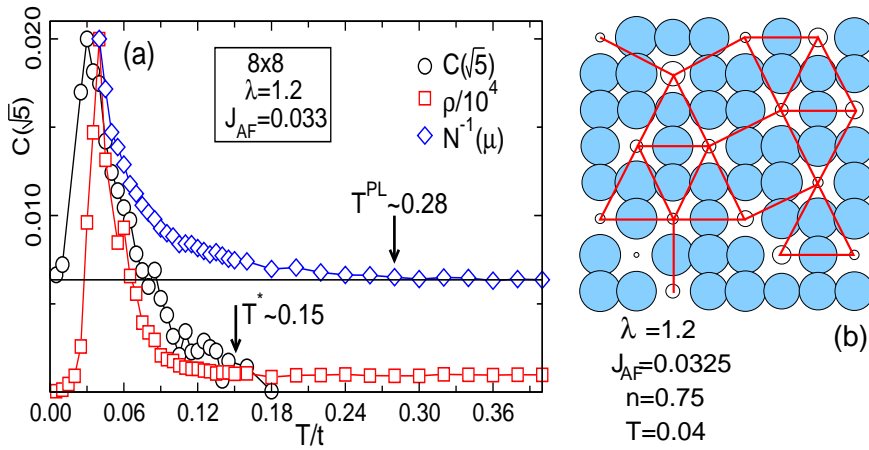 0.020
(a)
(b)
8x8
λ=1.2
J_AF=0.033
C(√5)
ρ/10^4
N^-1(μ)
C(√5)
0.010
T^PL~0.28
T^*~0.15
0.000
0.00 0.06 0.12 0.18 0.24 0.30 0.36
T/t
λ =1.2
J_AF=0.0325
n=0.75
T=0.04